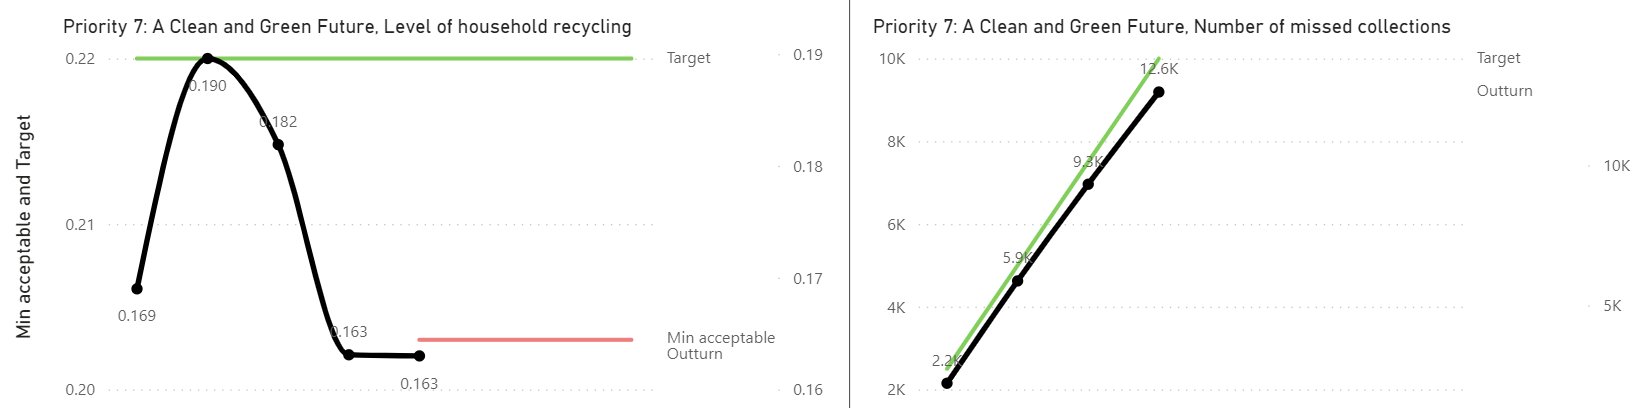 Priority 7: A Clean and Green Future, Level of household recycling
Min acceptable and Target
0.22
0.21
0.20
0.190
0.182
0.169
0.163
0.163
Target
Min acceptable
Outturn
0.19
0.18
0.17
0.16
Priority 7: A Clean and Green Future, Number of missed collections
10K
8K
6K
4K
2K
12.6K
9.3K
5.9K
2.2K
Target
Outturn
10K
5K